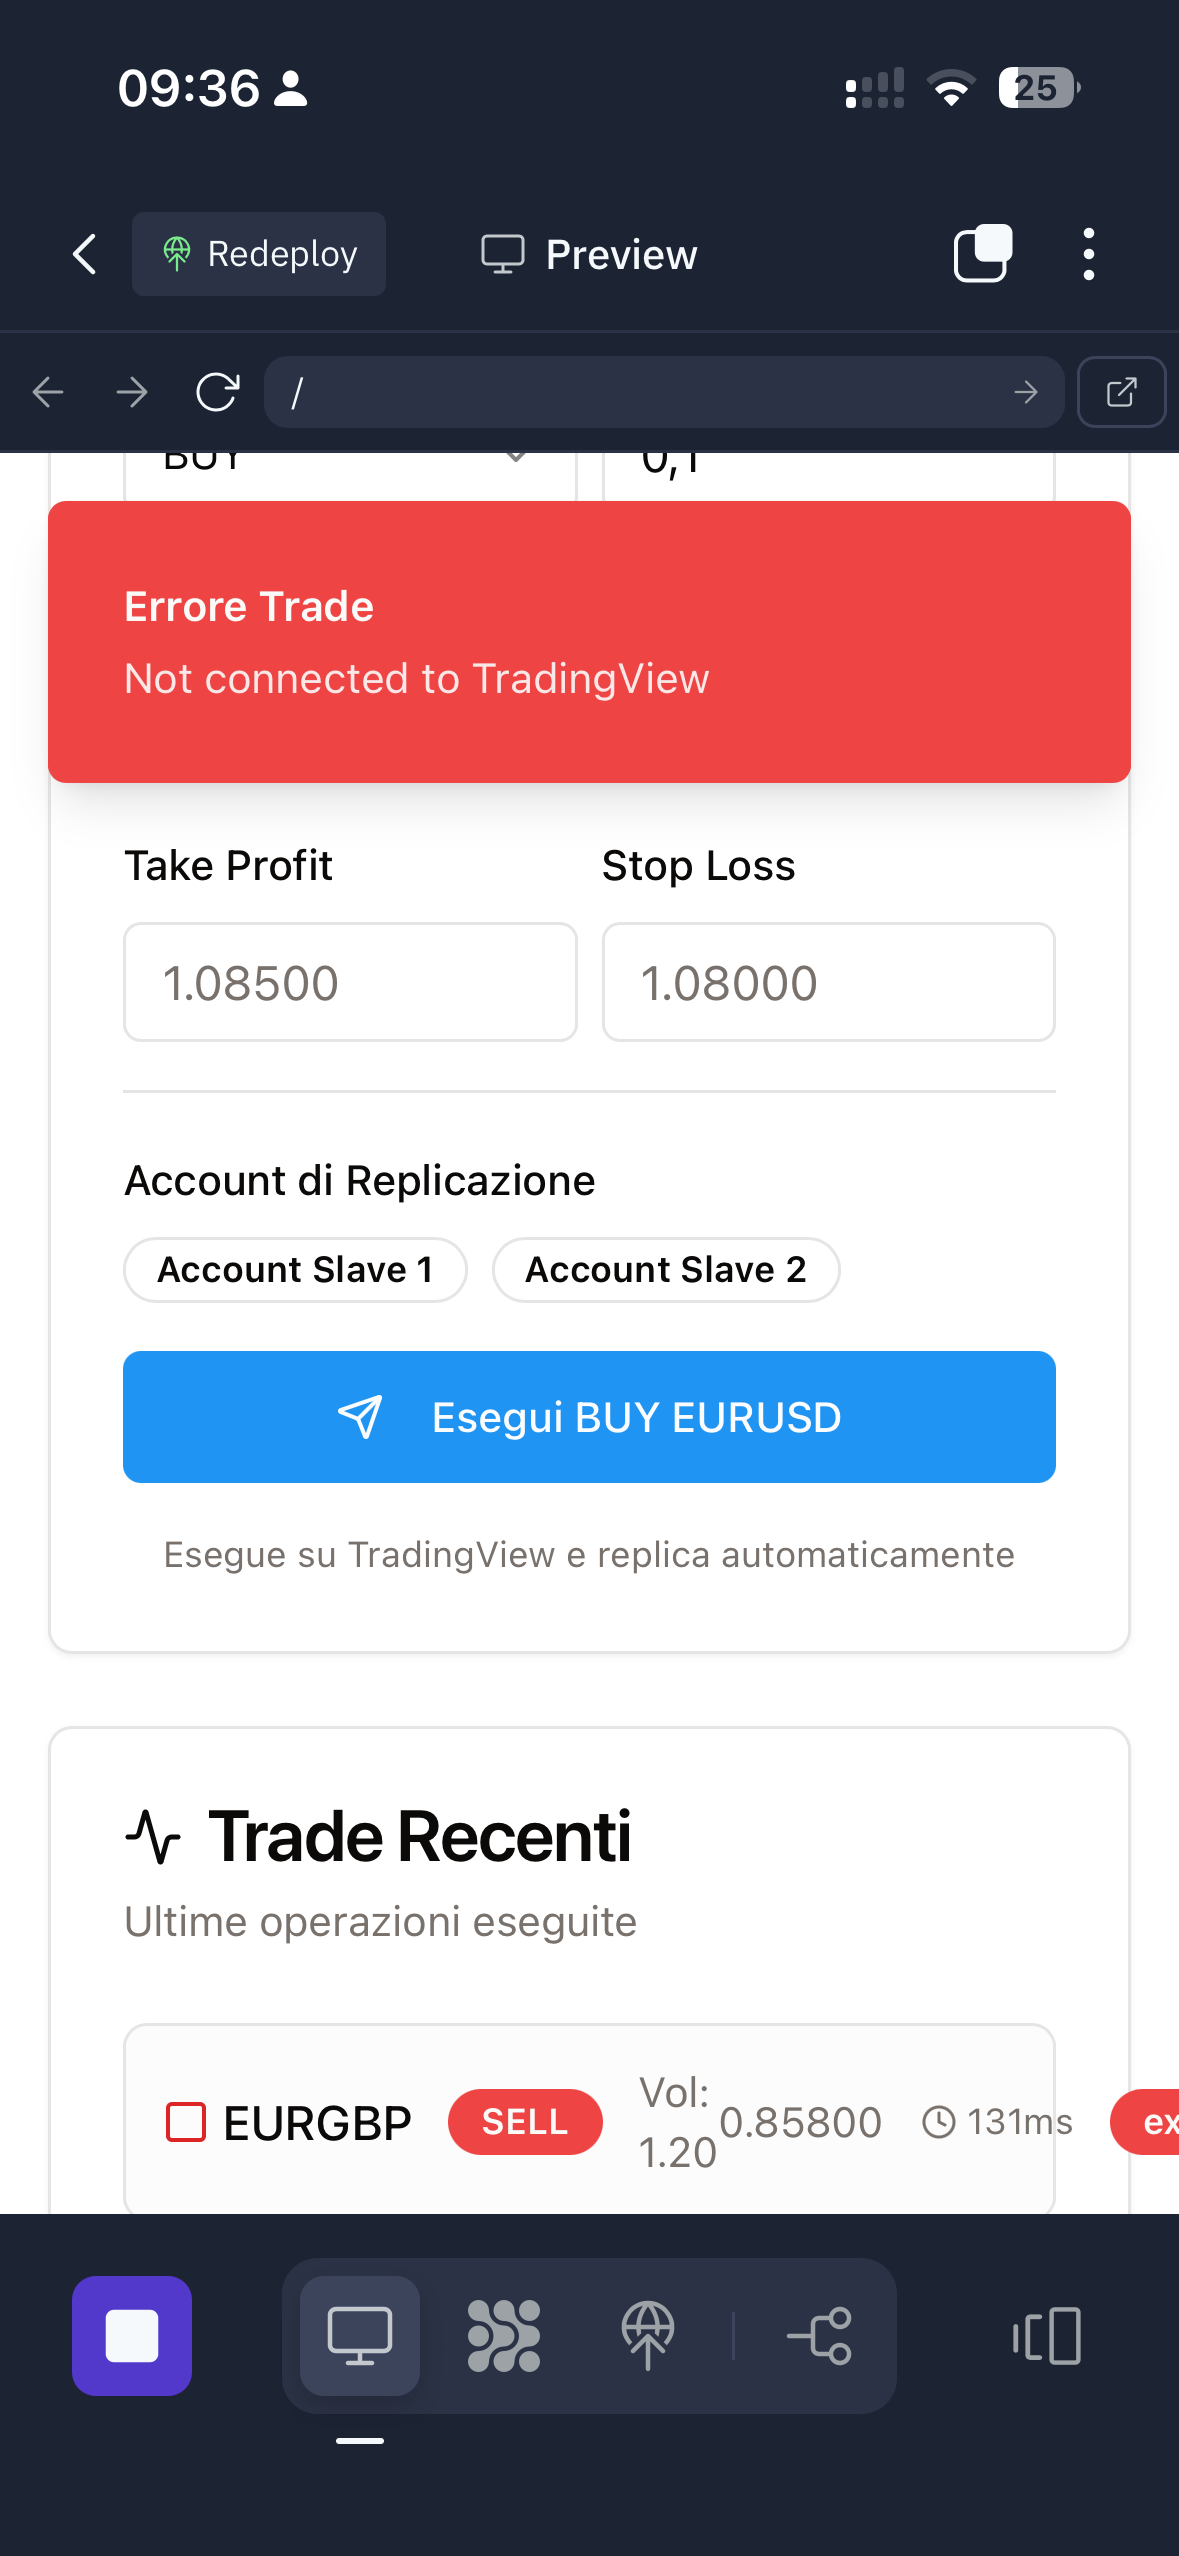 09:36
25
Redeploy
Preview
/
BUY
0,1
Errore Trade
Not connected to TradingView
Take Profit
Stop Loss
1.08500
1.08000
Account di Replicazione
Account Slave 1
Account Slave 2
Esegui BUY EURUSD
Esegue su TradingView e replica automaticamente
Trade Recenti
Ultime operazioni eseguite
EURGBP
SELL
Vol:
1.20
0.85800
131ms
ex